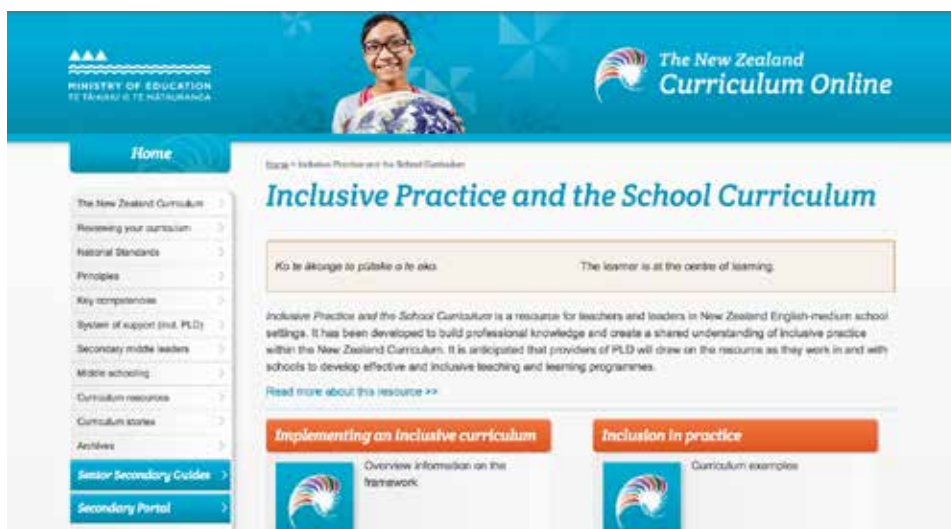 MINISTRY OF EDUCATION
TE TĀHUHU O TE MĀTAURANGA
The New Zealand
Curriculum Online
Home
Home > Inclusive Practice and the School Curriculum
Inclusive Practice and the School Curriculum
The New Zealand Curriculum
Reviewing your curriculum
National Standards
Principles
Key competencies
System of support (incl. PLD)
Secondary middle leaders
Middle schooling
Curriculum resources
Curriculum stories
Archives
Senior Secondary Guides
Secondary Portal
Ko te ākonga te pūtake o te ako.
The learner is at the centre of learning.
Inclusive Practice and the School Curriculum is a resource for teachers and leaders in New Zealand English-medium school
settings. It has been developed to build professional knowledge and create a shared understanding of inclusive practice
within the New Zealand Curriculum. It is anticipated that providers of PLD will draw on the resource as they work in and with
schools to develop effective and inclusive teaching and learning programmes.
Read more about this resource >>
Implementing an inclusive curriculum
Overview information on the
framework
Inclusion in practice
Curriculum examples